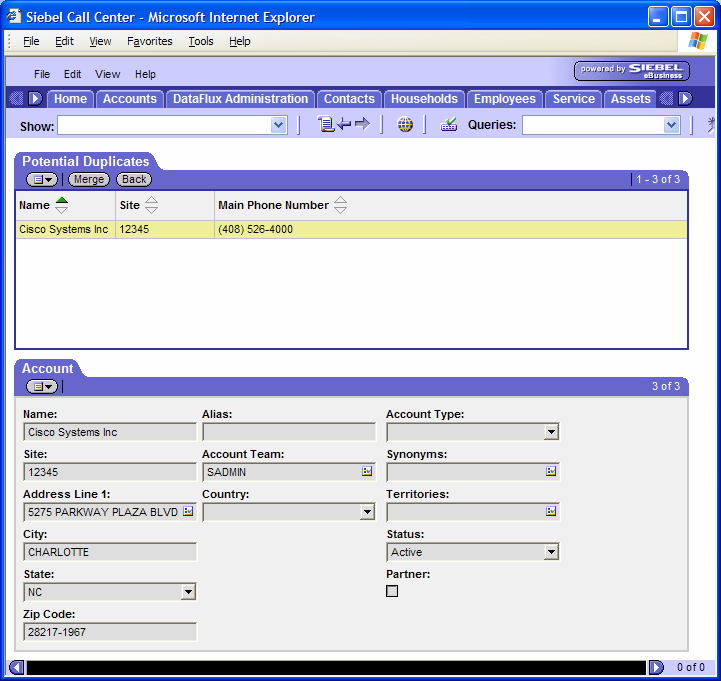 Siebel Call Center - Microsoft Internet Explorer
File Edit View Favorites Tools Help
File Edit View Help
powered by SIEBEL eBusiness
Home Accounts DataFlux Administration Contacts Households Employees Service Assets
Show: Queries:
Potential Duplicates
Merge Back 1 - 3 of 3
Name Site Main Phone Number
Cisco Systems Inc 12345 (408) 526-4000
Account
3 of 3
Name: Alias: Account Type:
Cisco Systems Inc
Site: Account Team: Synonyms:
12345 SADMIN
Address Line 1: Country: Territories:
5275 PARKWAY PLAZA BLVD
City: Status:
CHARLOTTE Active
State: Partner:
NC
Zip Code:
28217-1967
0 of 0